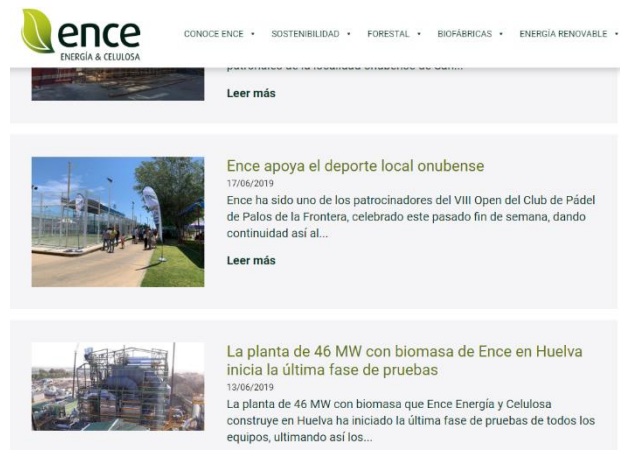 ence
ENERGÍA & CELULOSA
CONOCE ENCE
SOSTENIBILIDAD
FORESTAL
BIOFÁBRICAS
ENERGÍA RENOVABLE
Leer más
Ence apoya el deporte local onubense
17/06/2019
Ence ha sido uno de los patrocinadores del VIII Open del Club de Pádel
de Palos de la Frontera, celebrado este pasado fin de semana, dando
continuidad así al...
Leer más
La planta de 46 MW con biomasa de Ence en Huelva
inicia la última fase de pruebas
13/06/2019
La planta de 46 MW con biomasa que Ence Energía y Celulosa
construye en Huelva ha iniciado la última fase de pruebas de todos los
equipos, ultimando así los...